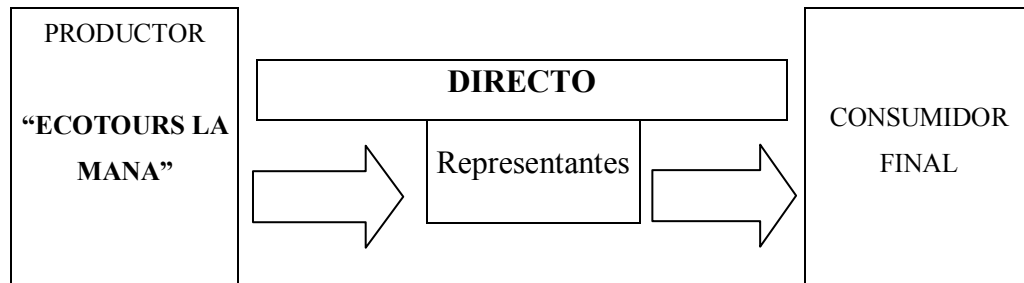 PRODUCTOR
“ECOTOURS LA
MANA”
DIRECTO
Representantes
CONSUMIDOR
FINAL